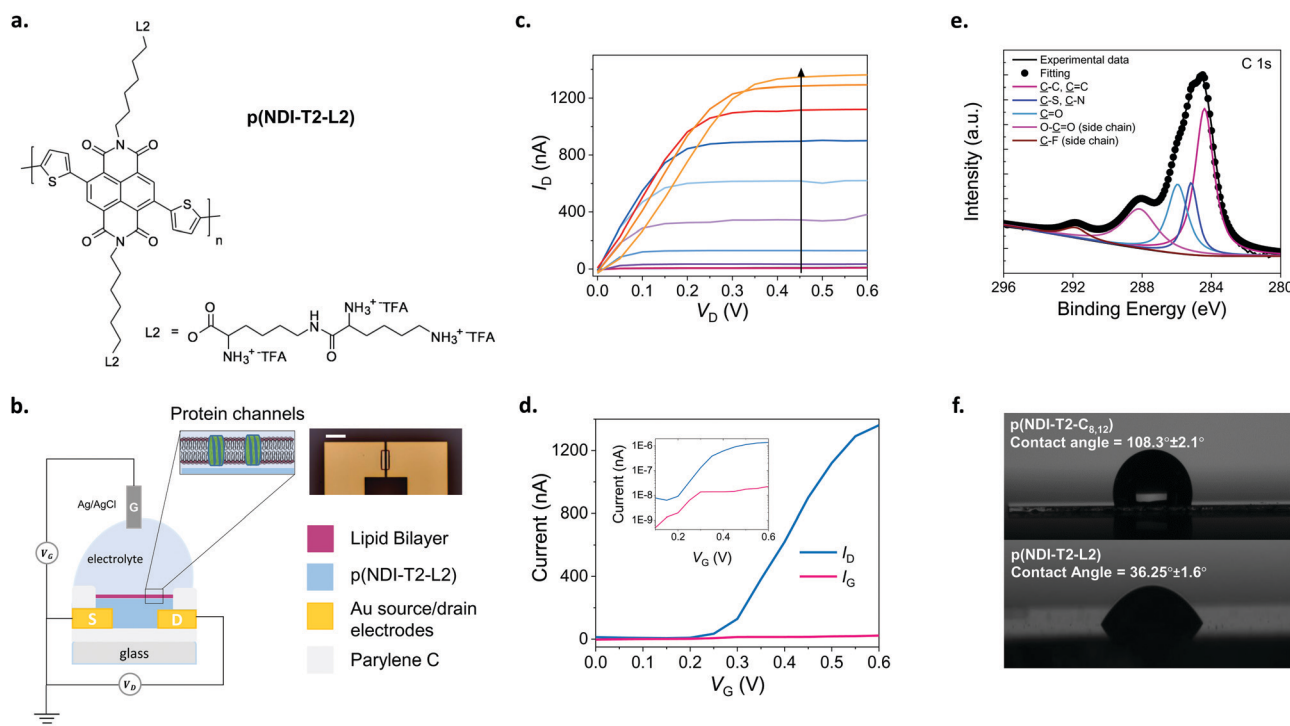 a.
L2
p(NDI-T2-L2)
O
N
O
S
S
n
O
N
O
L2
L2 =
O
O
NH3+ -TFA
H
N
O
NH3+ -TFA
NH3+ -TFA
b.
Protein channels
Ag/AgCl
G
VG
electrolyte
S
D
glass
VD
Lipid Bilayer
p(NDI-T2-L2)
Au source/drain
electrodes
Parylene C
c.
ID (nA)
1200
800
400
0
0.0 0.1 0.2 0.3 0.4 0.5 0.6
VD (V)
d.
Current (nA)
1200
800
400
0
0.0 0.1 0.2 0.3 0.4 0.5 0.6
VG (V)
Current (nA)
1E-6
1E-7
1E-8
1E-9
0.2 0.3 0.4 0.5 0.6
VG (V)
ID
IG
e.
C 1s
Experimental data
Fitting
C-C, C=C
C-S, C-N
C=O
O-C=O (side chain)
C-F (side chain)
Intensity (a.u.)
296 292 288 284 280
Binding Energy (eV)
f.
p(NDI-T2-C8,12)
Contact angle = 108.3°±2.1°
p(NDI-T2-L2)
Contact Angle = 36.25°±1.6°